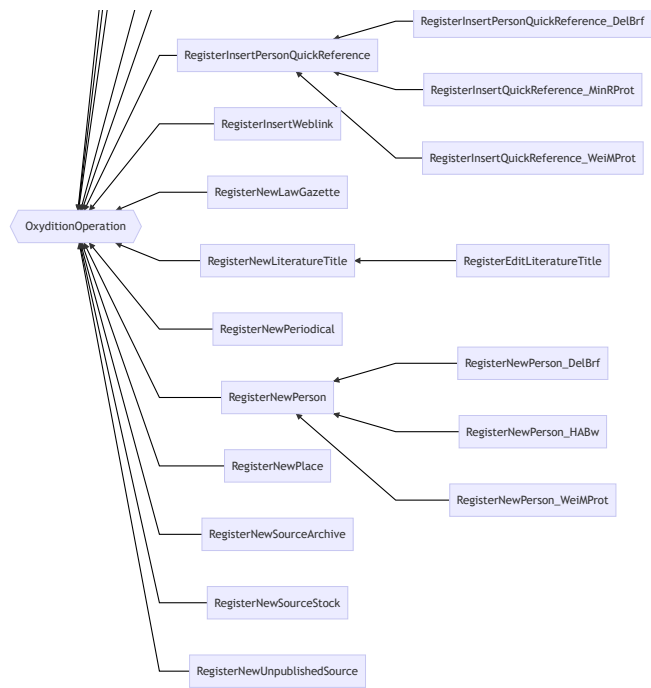 RegisterInsertPersonQuickReference_DelBrf
RegisterInsertPersonQuickReference
RegisterInsertQuickReference_MinRProt
RegisterInsertWeblink
RegisterInsertQuickReference_WeiMProt
RegisterNewLawGazette
OxyditionOperation
RegisterNewLiteratureTitle
RegisterEditLiteratureTitle
RegisterNewPeriodical
RegisterNewPerson_DelBrf
RegisterNewPerson
RegisterNewPerson_HABw
RegisterNewPlace
RegisterNewPerson_WeiMProt
RegisterNewSourceArchive
RegisterNewSourceStock
RegisterNewUnpublishedSource